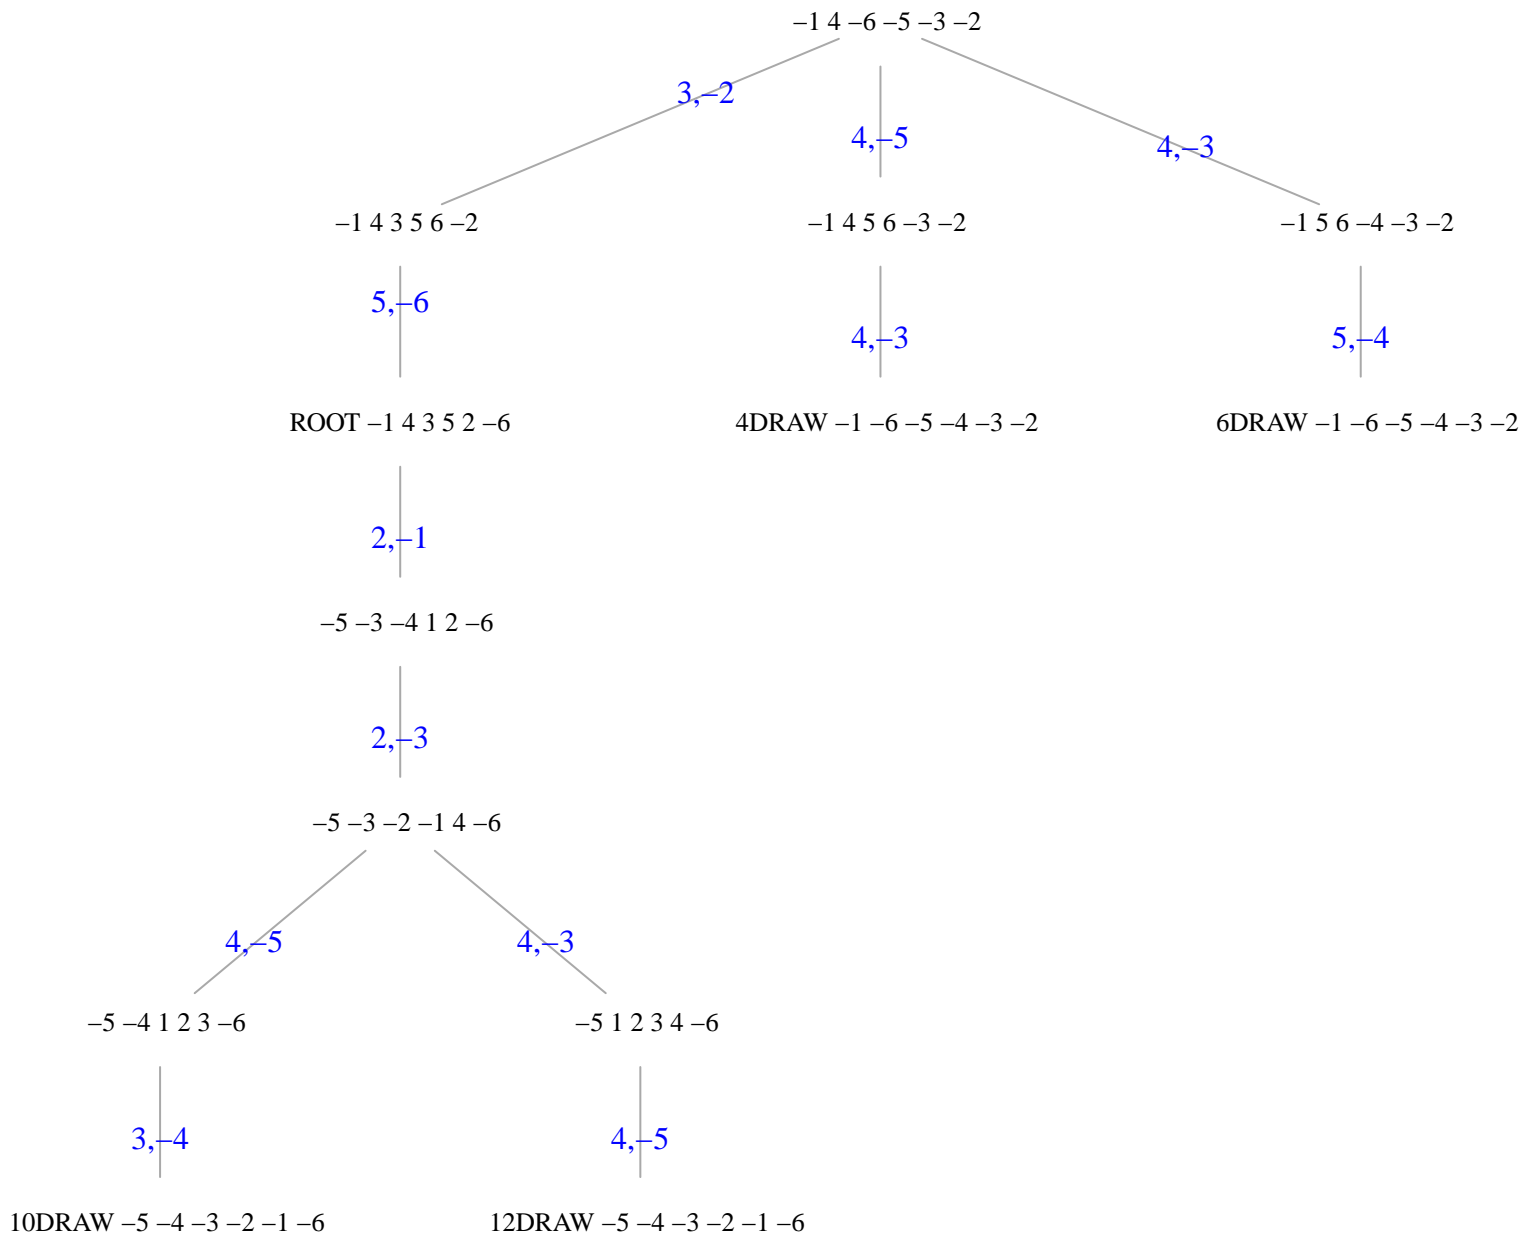 –1 4 –6 –5 –3 –2
3,–2
4,–5
4,–3
–1 4 3 5 6 –2
–1 4 5 6 –3 –2
–1 5 6 –4 –3 –2
5,–6
4,–3
5,–4
ROOT –1 4 3 5 2 –6
4DRAW –1 –6 –5 –4 –3 –2
6DRAW –1 –6 –5 –4 –3 –2
2,–1
–5 –3 –4 1 2 –6
2,–3
–5 –3 –2 –1 4 –6
4,–5
4,–3
–5 –4 1 2 3 –6
–5 1 2 3 4 –6
3,–4
4,–5
10DRAW –5 –4 –3 –2 –1 –6
12DRAW –5 –4 –3 –2 –1 –6